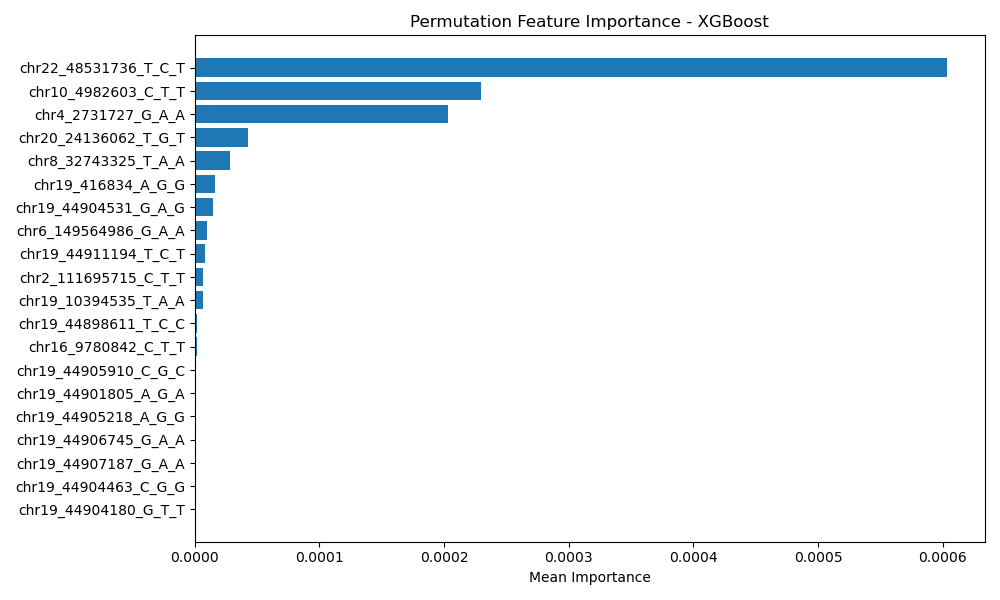 Permutation Feature Importance - XGBoost
chr22_48531736_T_C_T
chr10_4982603_C_T_T
chr4_2731727_G_A_A
chr20_24136062_T_G_T
chr8_32743325_T_A_A
chr19_416834_A_G_G
chr19_44904531_G_A_G
chr6_149564986_G_A_A
chr19_44911194_T_C_T
chr2_111695715_C_T_T
chr19_10394535_T_A_A
chr19_44898611_T_C_C
chr16_9780842_C_T_T
chr19_44905910_C_G_C
chr19_44901805_A_G_A
chr19_44905218_A_G_G
chr19_44906745_G_A_A
chr19_44907187_G_A_A
chr19_44904463_C_G_G
chr19_44904180_G_T_T
0.0000 0.0001 0.0002 0.0003 0.0004 0.0005 0.0006
Mean Importance